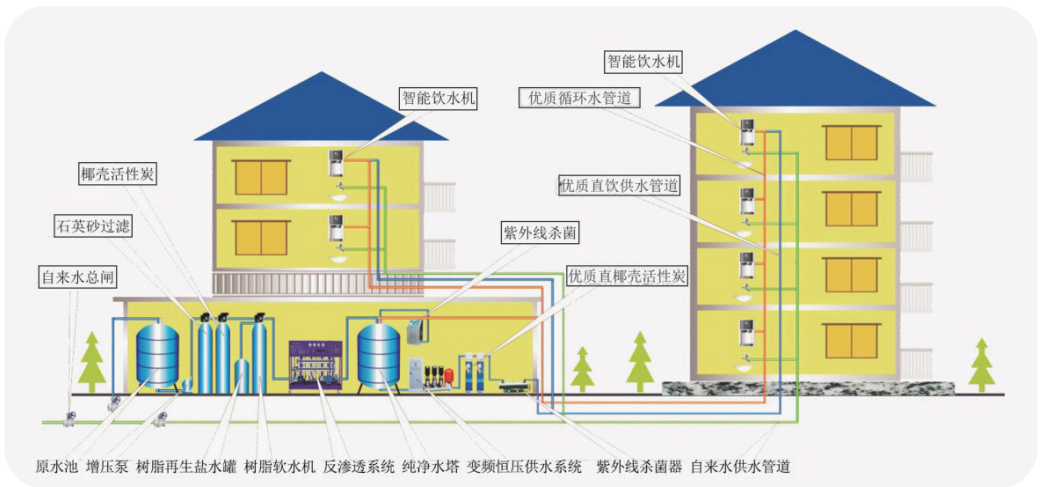 智能饮水机
智能饮水机
优质循环水管道
椰壳活性炭
优质直饮供水管道
石英砂过滤
紫外线杀菌
自来水总闸
优质直椰壳活性炭
原水池 增压泵 树脂再生盐水罐 树脂软水机 反渗透系统 纯净水塔 变频恒压供水系统 紫外线杀菌器 自来水供水管道